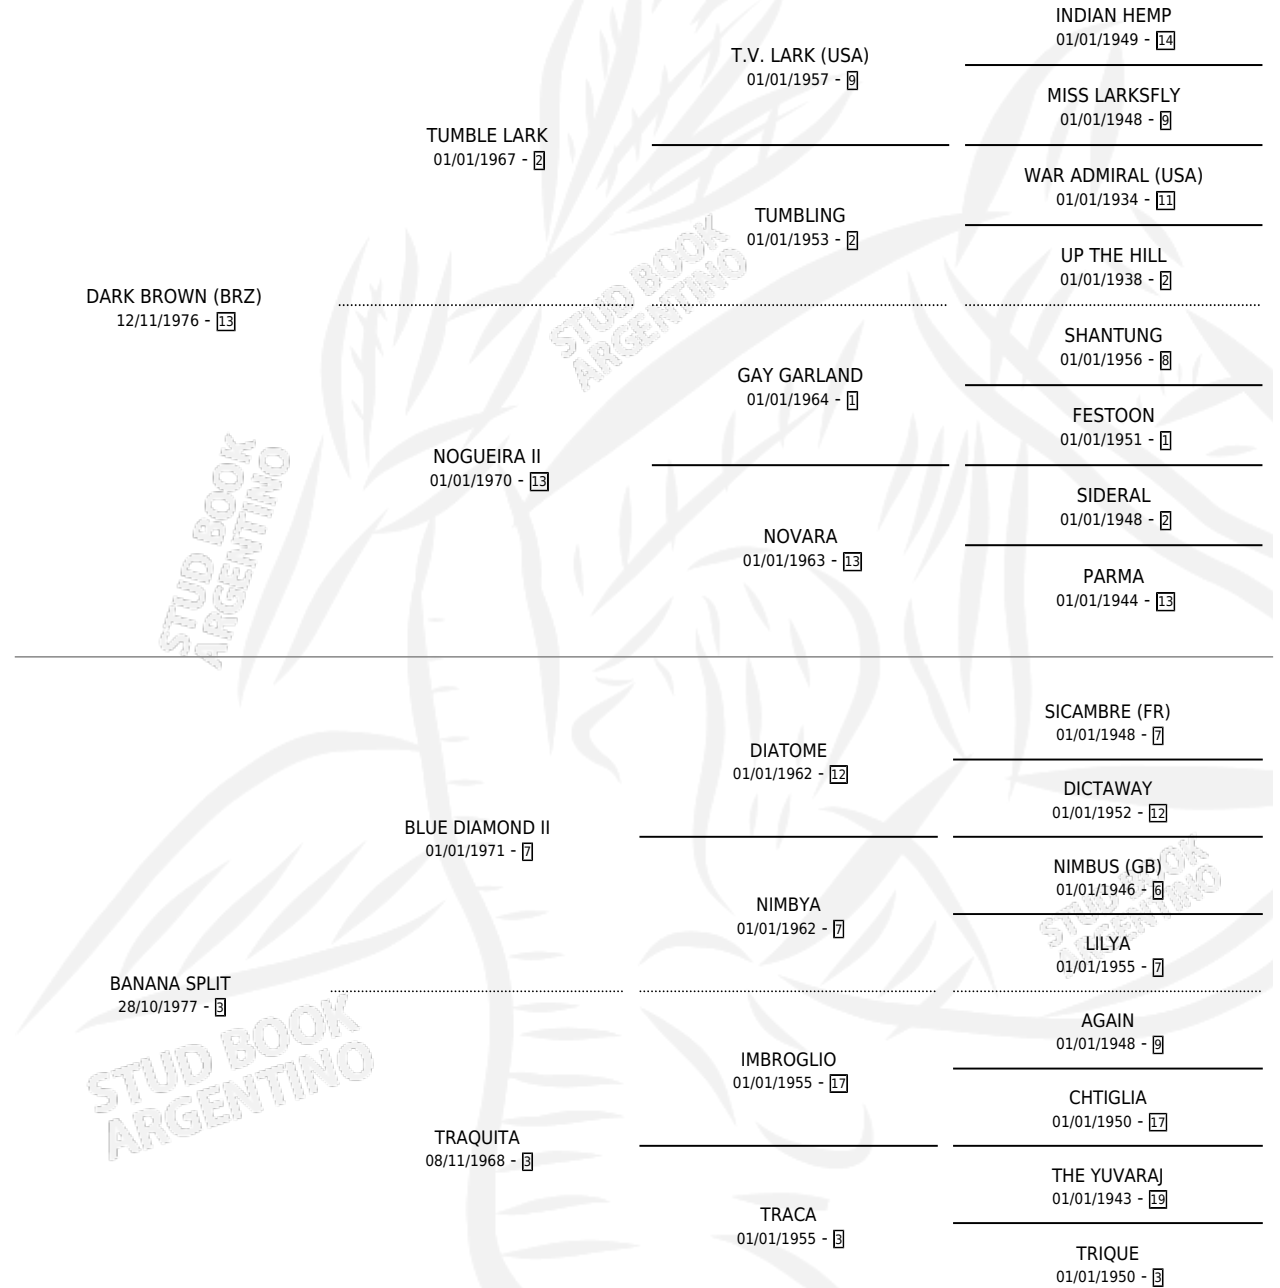 INDIAN HEMP
01/01/1949 - 14
T.V. LARK (USA)
01/01/1957 - 9
MISS LARKSFLY
01/01/1948 - 9
TUMBLE LARK
01/01/1967 - 2
WAR ADMIRAL (USA)
01/01/1934 - 11
TUMBLING
01/01/1953 - 2
UP THE HILL
01/01/1938 - 2
DARK BROWN (BRZ)
12/11/1976 - 13
STUD BOOK
ARGENTINO
SHANTUNG
01/01/1956 - 8
GAY GARLAND
01/01/1964 - 1
FESTOON
01/01/1951 - 1
NOGUEIRA II
01/01/1970 - 13
SIDERAL
01/01/1948 - 2
NOVARA
01/01/1963 - 13
PARMA
01/01/1944 - 13
STUD BOOK
ARGENTINO
SICAMBRE (FR)
01/01/1948 - 7
DIATOME
01/01/1962 - 12
DICTAWAY
01/01/1952 - 12
BLUE DIAMOND II
01/01/1971 - 7
NIMBUS (GB)
01/01/1946 - 6
NIMBYA
01/01/1962 - 7
LILYA
01/01/1955 - 7
STUD BOOK
ARGENTINO
BANANA SPLIT
28/10/1977 - 3
AGAIN
01/01/1948 - 9
IMBROGLIO
01/01/1955 - 17
CHTIGLIA
01/01/1950 - 17
STUD BOOK
ARGENTINO
TRAQUITA
08/11/1968 - 3
THE YUVARAJ
01/01/1943 - 19
TRACA
01/01/1955 - 3
TRIQUE
01/01/1950 - 3